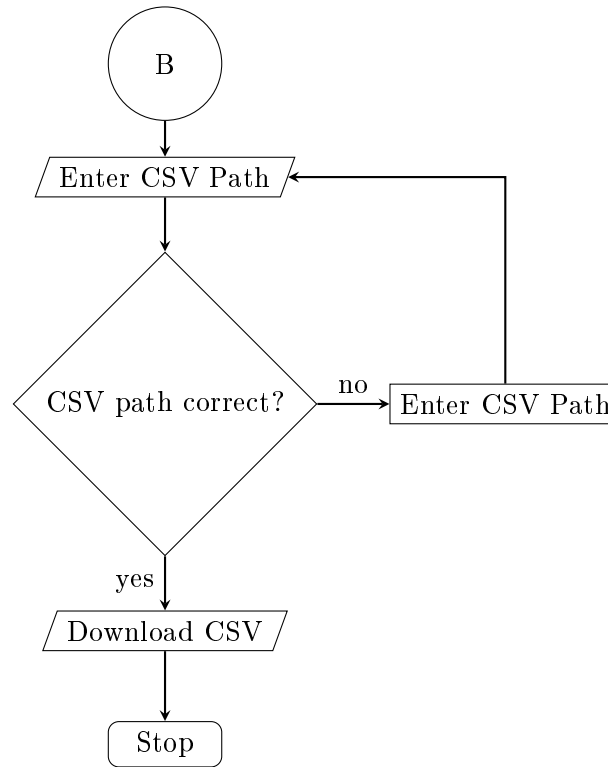 B
Enter CSV Path
CSV path correct?
no
Enter CSV Path
yes
Download CSV
Stop